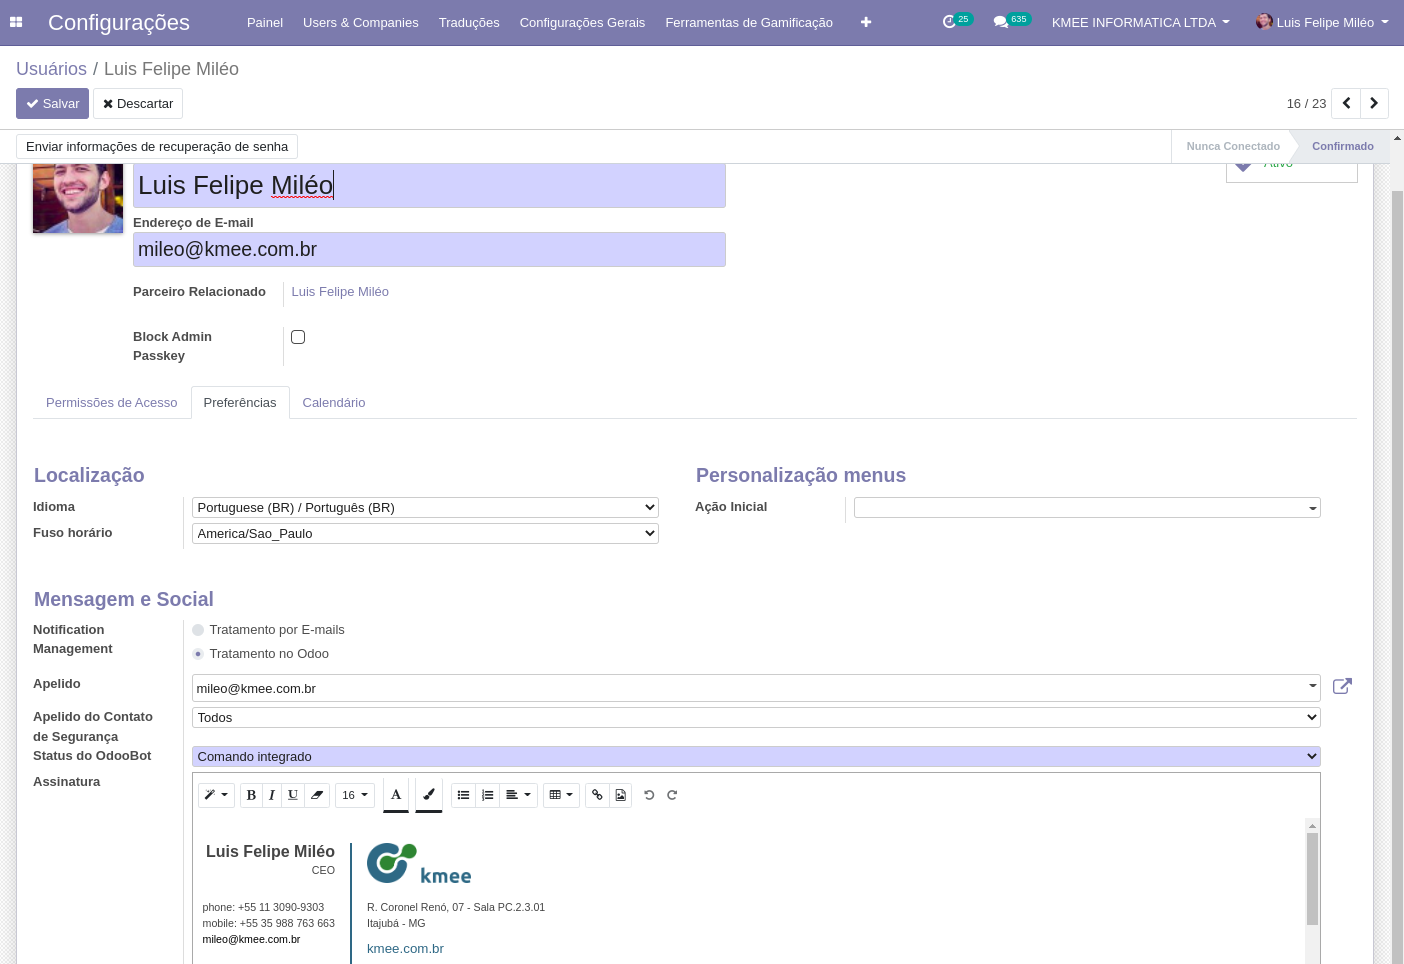 Configurações
Painel Users & Companies Traduções Configurações Gerais Ferramentas de Gamificação
25 635 KMEE INFORMATICA LTDA Luis Felipe Miléo
Usuários / Luis Felipe Miléo
Salvar Descartar
16 / 23
Enviar informações de recuperação de senha
Nunca Conectado Confirmado
Ativo
Luis Felipe Miléo
Endereço de E-mail
mileo@kmee.com.br
Parceiro Relacionado Luis Felipe Miléo
Block Admin
Passkey
Permissões de Acesso Preferências Calendário
Localização
Idioma Portuguese (BR) / Português (BR)
Fuso horário America/Sao_Paulo
Personalização menus
Ação Inicial
Mensagem e Social
Notification
Management
Tratamento por E-mails
Tratamento no Odoo
Apelido mileo@kmee.com.br
Apelido do Contato
de Segurança
Todos
Status do OdooBot Comando integrado
Assinatura
B I U 16 A
Luis Felipe Miléo
CEO
phone: +55 11 3090-9303
mobile: +55 35 988 763 663
mileo@kmee.com.br
kmee
R. Coronel Renó, 07 - Sala PC.2.3.01
Itajubá - MG
kmee.com.br